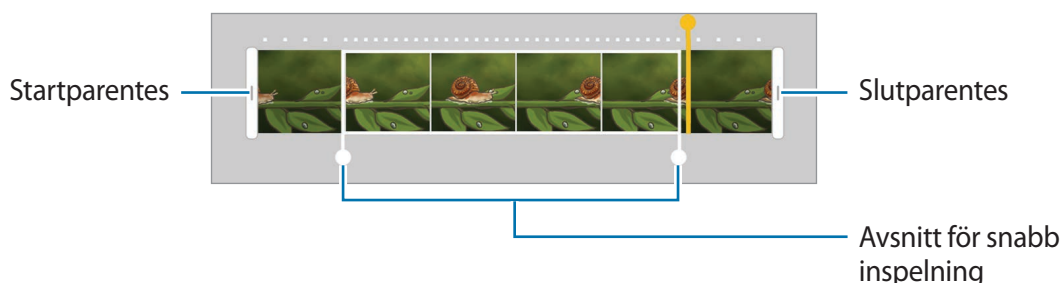 Startparentes
Slutparentes
Avsnitt för snabb
inspelning